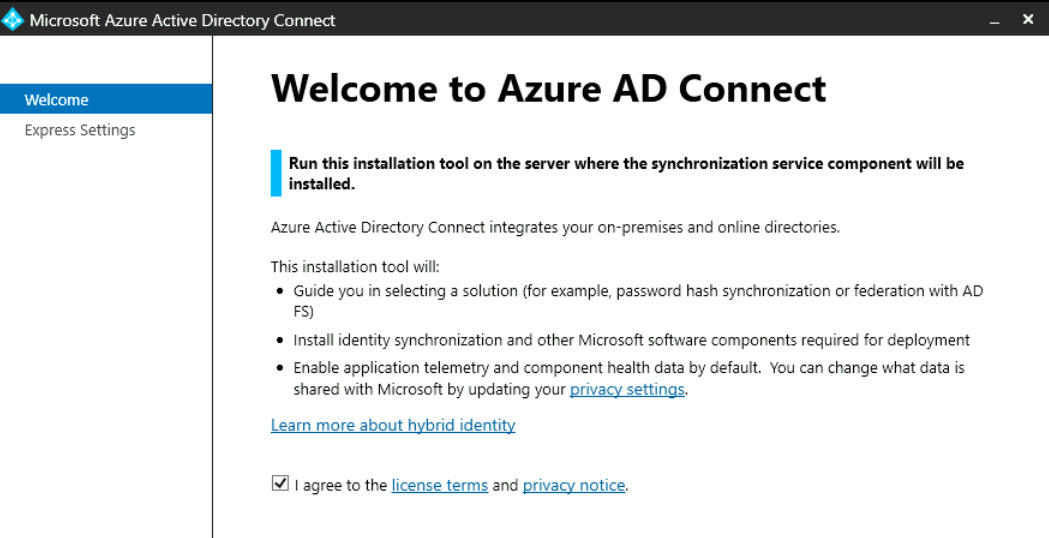 Microsoft Azure Active Directory Connect
Welcome
Express Settings
Welcome to Azure AD Connect
Run this installation tool on the server where the synchronization service component will be
installed.
Azure Active Directory Connect integrates your on-premises and online directories.
This installation tool will:
• Guide you in selecting a solution (for example, password hash synchronization or federation with AD
FS)
• Install identity synchronization and other Microsoft software components required for deployment
• Enable application telemetry and component health data by default.  You can change what data is
shared with Microsoft by updating your privacy settings.
Learn more about hybrid identity
I agree to the license terms and privacy notice.